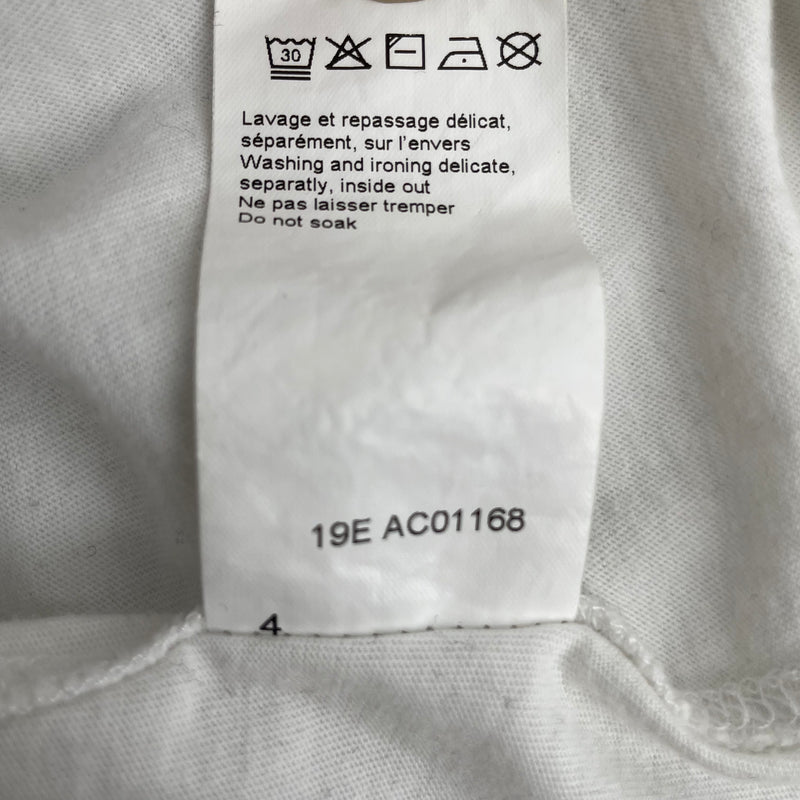 30
Lavage et repassage délicat,
séparément, sur l'envers
Washing and ironing delicate,
separatly, inside out
Ne pas laisser tremper
Do not soak
19E AC01168
4